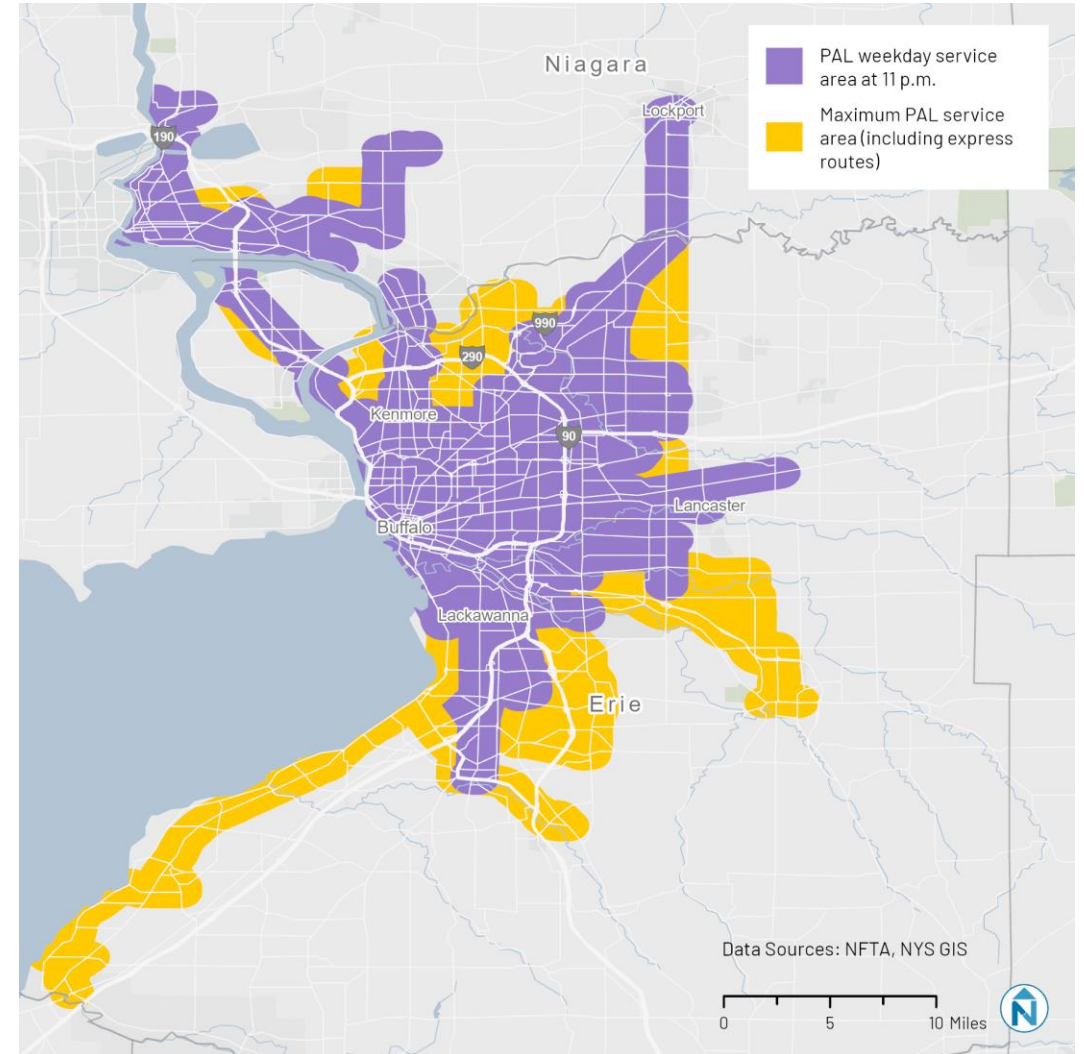 Niagara
PAL weekday service
area at 11 p.m.
Maximum PAL service
area (including express
routes)
Lockport
190
990
290
Kenmore
90
Lancaster
Buffalo
Lackawanna
Erie
Data Sources: NFTA, NYS GIS
0 5 10 Miles
N